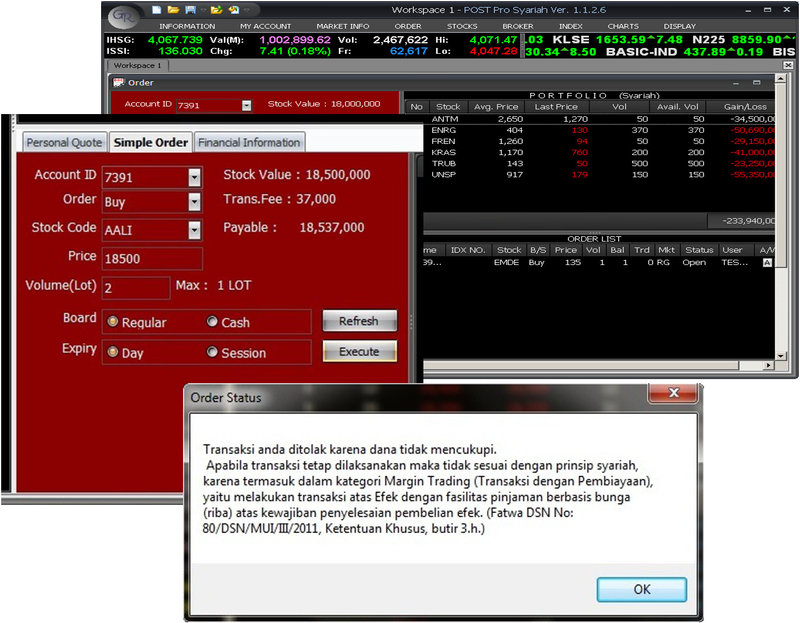 Workspace 1 - POST Pro Syariah Ver. 1.1.2.6
INFORMATION MY ACCOUNT MARKET INFO ORDER STOCKS BROKER INDEX CHARTS DISPLAY
IHSG: 4,067.739 Val(M): 1,002,899.62 Vol: 2,467,622 Hi: 4,071.47 .03 KLSE 1653.59^7.48 N225 8859.90^
ISSI: 136.030 Chg: 7.41 (0.18%) Fr: 62,617 Lo: 4,047.28 30.34^8.50 BASIC-IND 437.89^0.19 BIS
Workspace 1
Order
Account ID 7391 Stock Value : 18,000,000
PORTFOLIO (Syariah)
No Stock Avg. Price Last Price Vol Avail. Vol Gain/Loss
ANTM 2,650 1,270 50 50 -34,500,00
ENRG 404 130 370 370 -50,690,00
FREN 1,260 94 50 50 -29,150,00
KRAS 1,170 760 200 200 -41,000,00
TRUB 143 50 500 500 -23,250,00
UNSP 917 179 150 150 -55,350,00
-233,940,00
ORDER LIST
me IDX NO. Stock B/S Price Vol Bal Trd Mkt Status User A/
39... EMDE Buy 135 1 1 0 RG Open TES... A
Personal Quote Simple Order Financial Information
Account ID 7391 Stock Value : 18,500,000
Order Buy Trans.Fee : 37,000
Stock Code AALI Payable : 18,537,000
Price 18500
Volume(Lot) 2 Max : 1 LOT
Board Regular Cash Refresh
Expiry Day Session Execute
Order Status
Transaksi anda ditolak karena dana tidak mencukupi.
Apabila transaksi tetap dilaksanakan maka tidak sesuai dengan prinsip syariah,
karena termasuk dalam kategori Margin Trading (Transaksi dengan Pembiayaan),
yaitu melakukan transaksi atas Efek dengan fasilitas pinjaman berbasis bunga
(riba) atas kewajiban penyelesaian pembelian efek. (Fatwa DSN No:
80/DSN/MUI/III/2011, Ketentuan Khusus, butir 3.h.)
OK